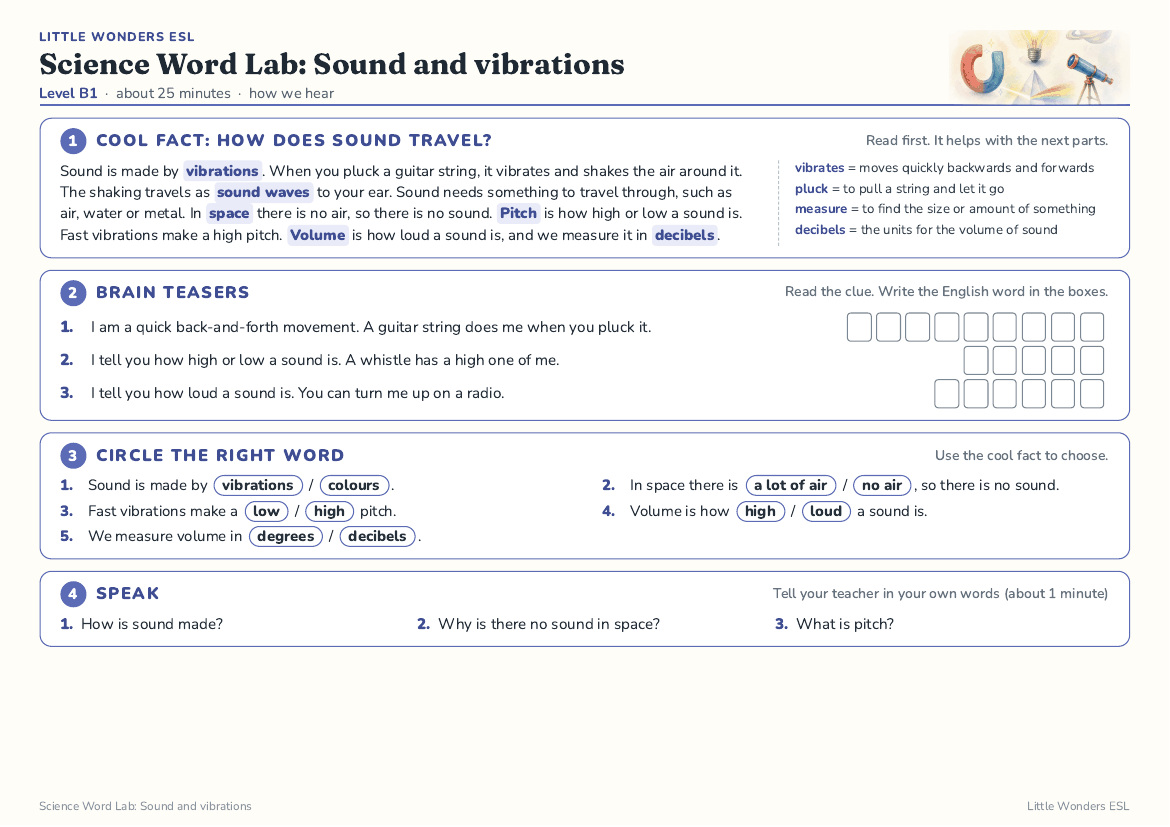 LITTLE WONDERS ESL
Science Word Lab: Sound and vibrations
Level B1 · about 25 minutes · how we hear
1 COOL FACT: HOW DOES SOUND TRAVEL?
Read first. It helps with the next parts.
Sound is made by vibrations. When you pluck a guitar string, it vibrates and shakes the air around it.
The shaking travels as sound waves to your ear. Sound needs something to travel through, such as
air, water or metal. In space there is no air, so there is no sound. Pitch is how high or low a sound is.
Fast vibrations make a high pitch. Volume is how loud a sound is, and we measure it in decibels.
vibrates = moves quickly backwards and forwards
pluck = to pull a string and let it go
measure = to find the size or amount of something
decibels = the units for the volume of sound
2 BRAIN TEASERS
Read the clue. Write the English word in the boxes.
1. I am a quick back-and-forth movement. A guitar string does me when you pluck it.
2. I tell you how high or low a sound is. A whistle has a high one of me.
3. I tell you how loud a sound is. You can turn me up on a radio.
3 CIRCLE THE RIGHT WORD
Use the cool fact to choose.
1. Sound is made by vibrations / colours.
2. In space there is a lot of air / no air, so there is no sound.
3. Fast vibrations make a low / high pitch.
4. Volume is how high / loud a sound is.
5. We measure volume in degrees / decibels.
4 SPEAK
Tell your teacher in your own words (about 1 minute)
1. How is sound made?
2. Why is there no sound in space?
3. What is pitch?
Science Word Lab: Sound and vibrations
Little Wonders ESL